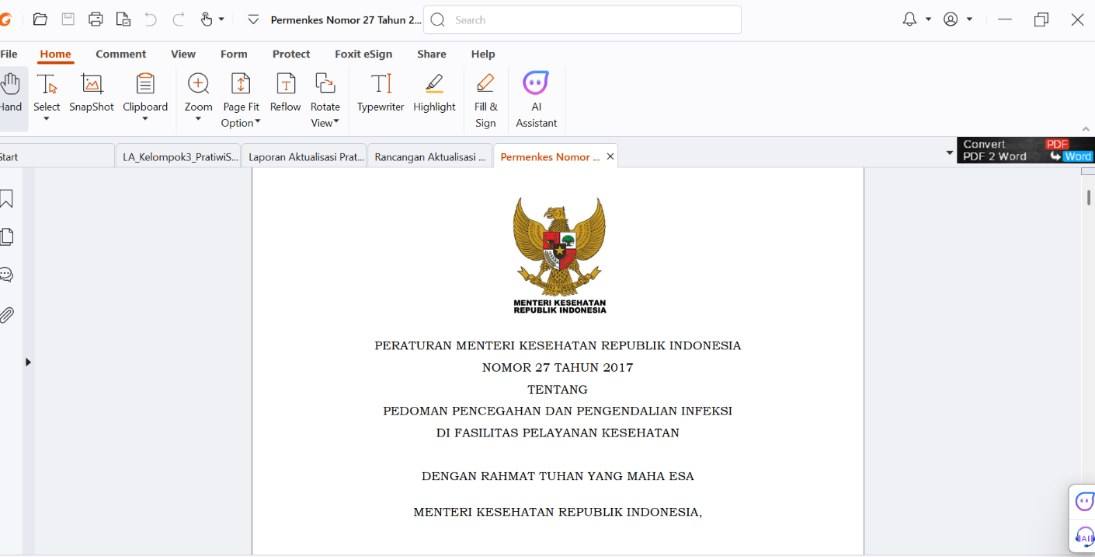 Permenkes Nomor 27 Tahun 2...
Search
File Home Comment View Form Protect Foxit eSign Share Help
Hand
Select
SnapShot
Clipboard
Zoom
Page Fit
Option
Reflow
Rotate
View
Typewriter
Highlight
Fill &
Sign
AI
Assistant
Start
LA_Kelompok3_PratiwiS...
Laporan Aktualisasi Prat...
Rancangan Aktualisasi ...
Permenkes Nomor ...
Convert PDF
PDF 2 Word Word
MENTERI KESEHATAN
REPUBLIK INDONESIA
PERATURAN MENTERI KESEHATAN REPUBLIK INDONESIA
NOMOR 27 TAHUN 2017
TENTANG
PEDOMAN PENCEGAHAN DAN PENGENDALIAN INFEKSI
DI FASILITAS PELAYANAN KESEHATAN
DENGAN RAHMAT TUHAN YANG MAHA ESA
MENTERI KESEHATAN REPUBLIK INDONESIA,
AI